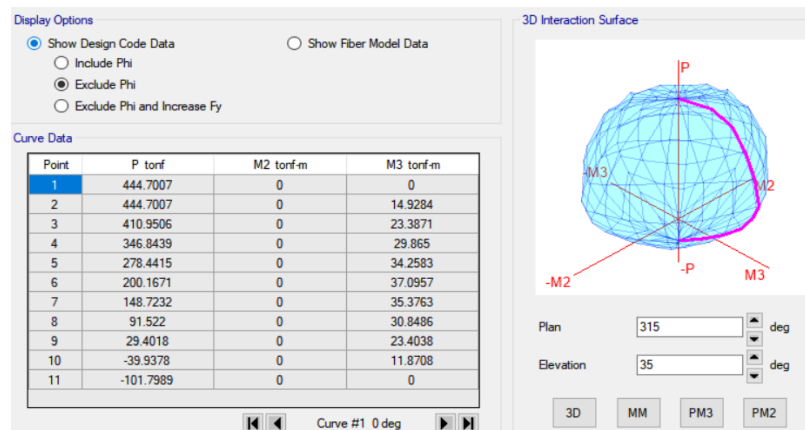 Display Options
Show Design Code Data Show Fiber Model Data
Include Phi
Exclude Phi
Exclude Phi and Increase Fy
Curve Data
Point P tonf M2 tonf-m M3 tonf-m
1 444.7007 0 0
2 444.7007 0 14.9284
3 410.9506 0 23.3871
4 346.8439 0 29.865
5 278.4415 0 34.2583
6 200.1671 0 37.0957
7 148.7232 0 35.3763
8 91.522 0 30.8486
9 29.4018 0 23.4038
10 -39.9378 0 11.8708
11 -101.7989 0 0
Curve #1 0 deg
3D Interaction Surface
P
-M3
M2
-M2
-P
M3
Plan 315 deg
Elevation 35 deg
3D MM PM3 PM2